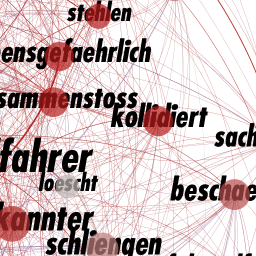 stehlen
ensgefaehrlich
sammenstoss
kollidiert
sach
fahrer
loescht
beschae
kannter
schliengen